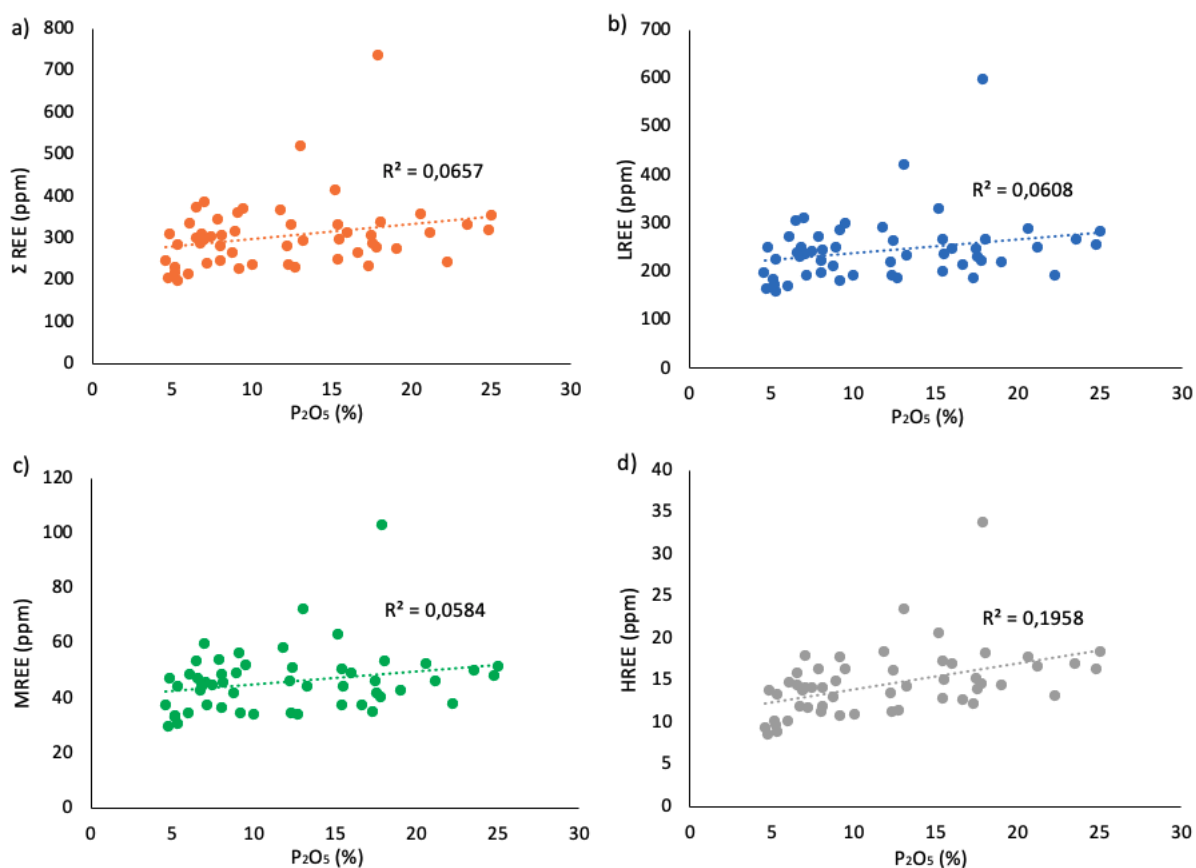 a)
800
700
600
500
400
300
200
100
0
Σ REE (ppm)
R² = 0,0657
0 5 10 15 20 25 30
P₂O₅ (%)
b)
700
600
500
400
300
200
100
0
LREE (ppm)
R² = 0,0608
0 5 10 15 20 25 30
P₂O₅ (%)
c)
120
100
80
60
40
20
0
MREE (ppm)
R² = 0,0584
0 5 10 15 20 25 30
P₂O₅ (%)
d)
40
35
30
25
20
15
10
5
0
HREE (ppm)
R² = 0,1958
0 5 10 15 20 25 30
P₂O₅ (%)